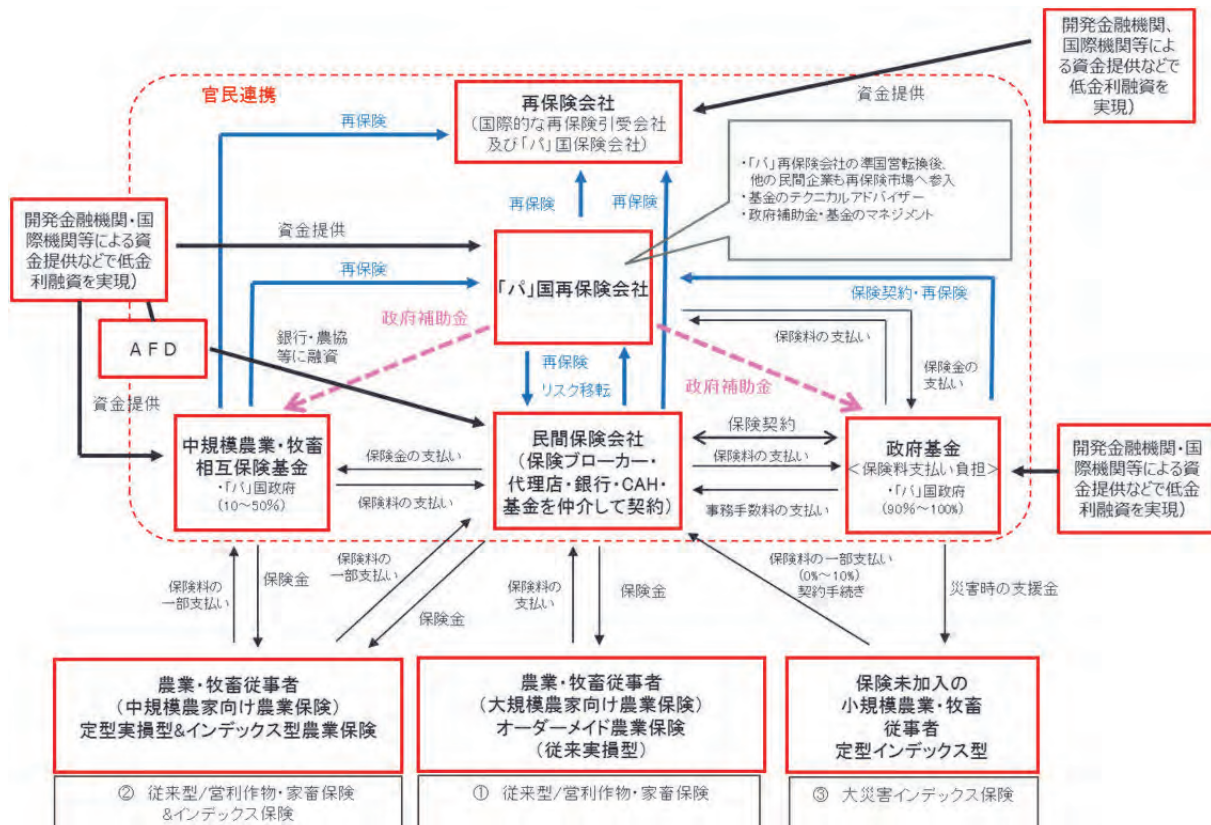 開発金融機関、
国際機関等によ
る資金提供などで
低金利融資を
実現）
官民連携
再保険会社
（国際的な再保険引受会社
及び「パ」国保険会社）
資金提供
再保険
・「パ」再保険会社の準国営転換後、
他の民間企業も再保険市場へ参入
・基金のテクニカルアドバイザー
・政府補助金・基金のマネジメント
再保険
再保険
開発金融機関・国
際機関等による資
金提供などで低金
利融資を実現）
資金提供
再保険
「パ」国再保険会社
保険契約・再保険
政府補助金
保険料の支払い
AFD
銀行・農協
等に融資
再保険
リスク移転
政府補助金
保険金の
支払い
資金提供
中規模農業・牧畜
相互保険基金
・「パ」国政府
（10～50%）
保険金の支払い
保険料の支払い
民間保険会社
（保険ブローカー・
代理店・銀行・CAH・
基金を仲介して契約）
保険契約
保険料の支払い
事務手数料の支払い
政府基金
＜保険料支払い負担＞
・「パ」国政府
（90%～100%）
開発金融機関・国
際機関等による資
金提供などで低金
利融資を実現）
保険料の
一部支払い
保険金
保険料の
一部支払い
保険金
保険料の
支払い
保険金
保険料の一部支払い
（0%～10%）
契約手続き
災害時の支援金
農業・牧畜従事者
（中規模農家向け農業保険）
定型実損型&インデックス型農業保険
農業・牧畜従事者
（大規模農家向け農業保険）
オーダーメイド農業保険
（従来実損型）
保険未加入の
小規模農業・牧畜
従事者
定型インデックス型
② 従来型/営利作物・家畜保険
&インデックス保険
① 従来型/営利作物・家畜保険
③ 大災害インデックス保険